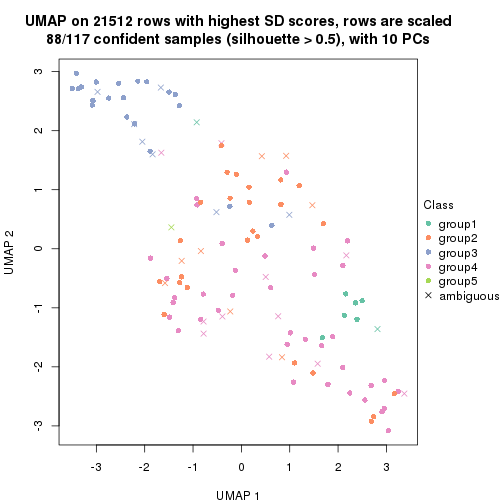 UMAP on 21512 rows with highest SD scores, rows are scaled
88/117 confident samples (silhouette > 0.5), with 10 PCs
3
2
1
0
-1
-2
-3
UMAP 2
-3
-2
-1
0
1
2
3
UMAP 1
Class
group1
group2
group3
group4
group5
ambiguous